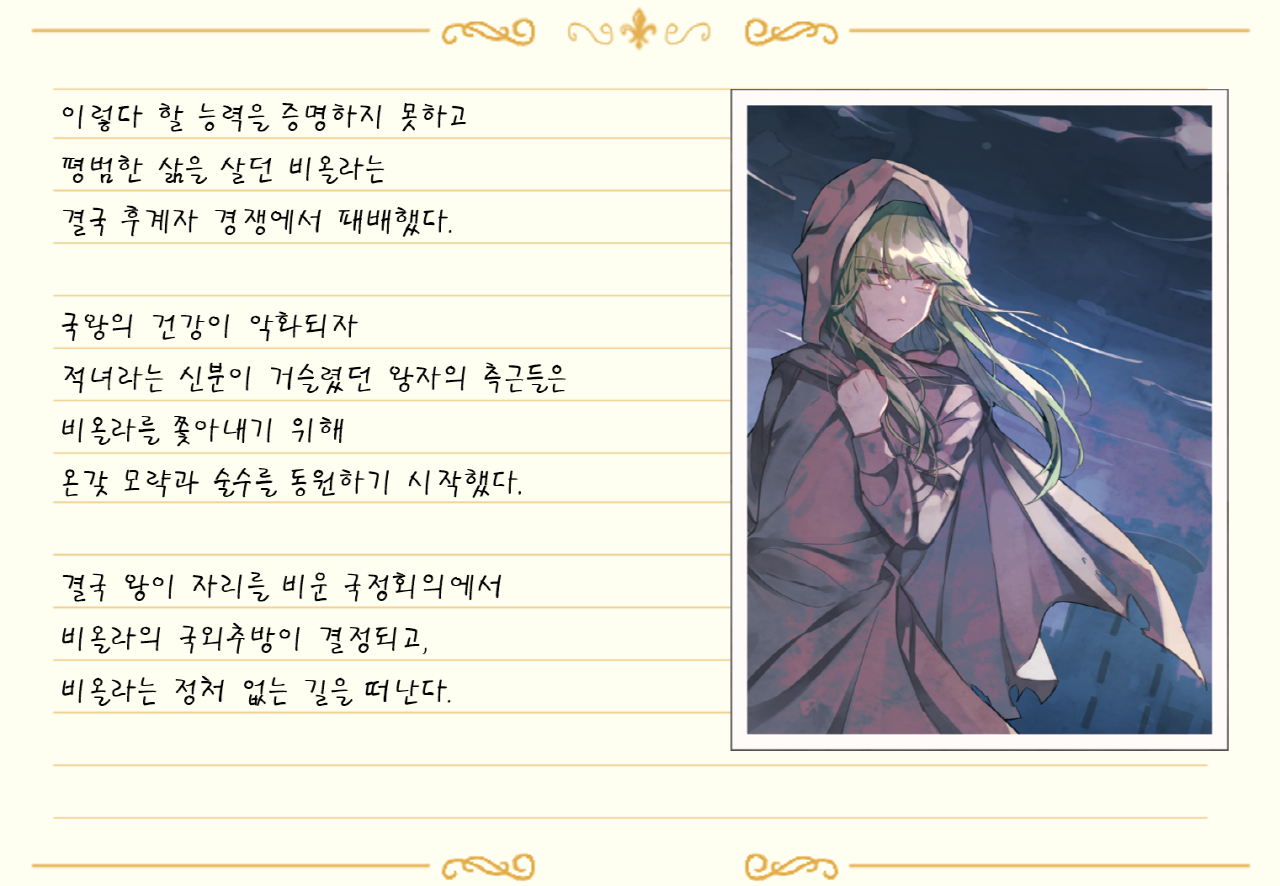 이렇다 할 능력을 증명하지 못하고
평범한 삶을 살던 비올라는
결국 후계자 경쟁에서 패배했다.
국왕의 건강이 악화되자
적녀라는 신분이 거슬렸던 왕자의 측근들은
비올라를 쫓아내기 위해
온갖 모략과 술수를 동원하기 시작했다.
결국 왕이 자리를 비운 국정회의에서
비올라의 국외추방이 결정되고,
비올라는 정처 없는 길을 떠난다.